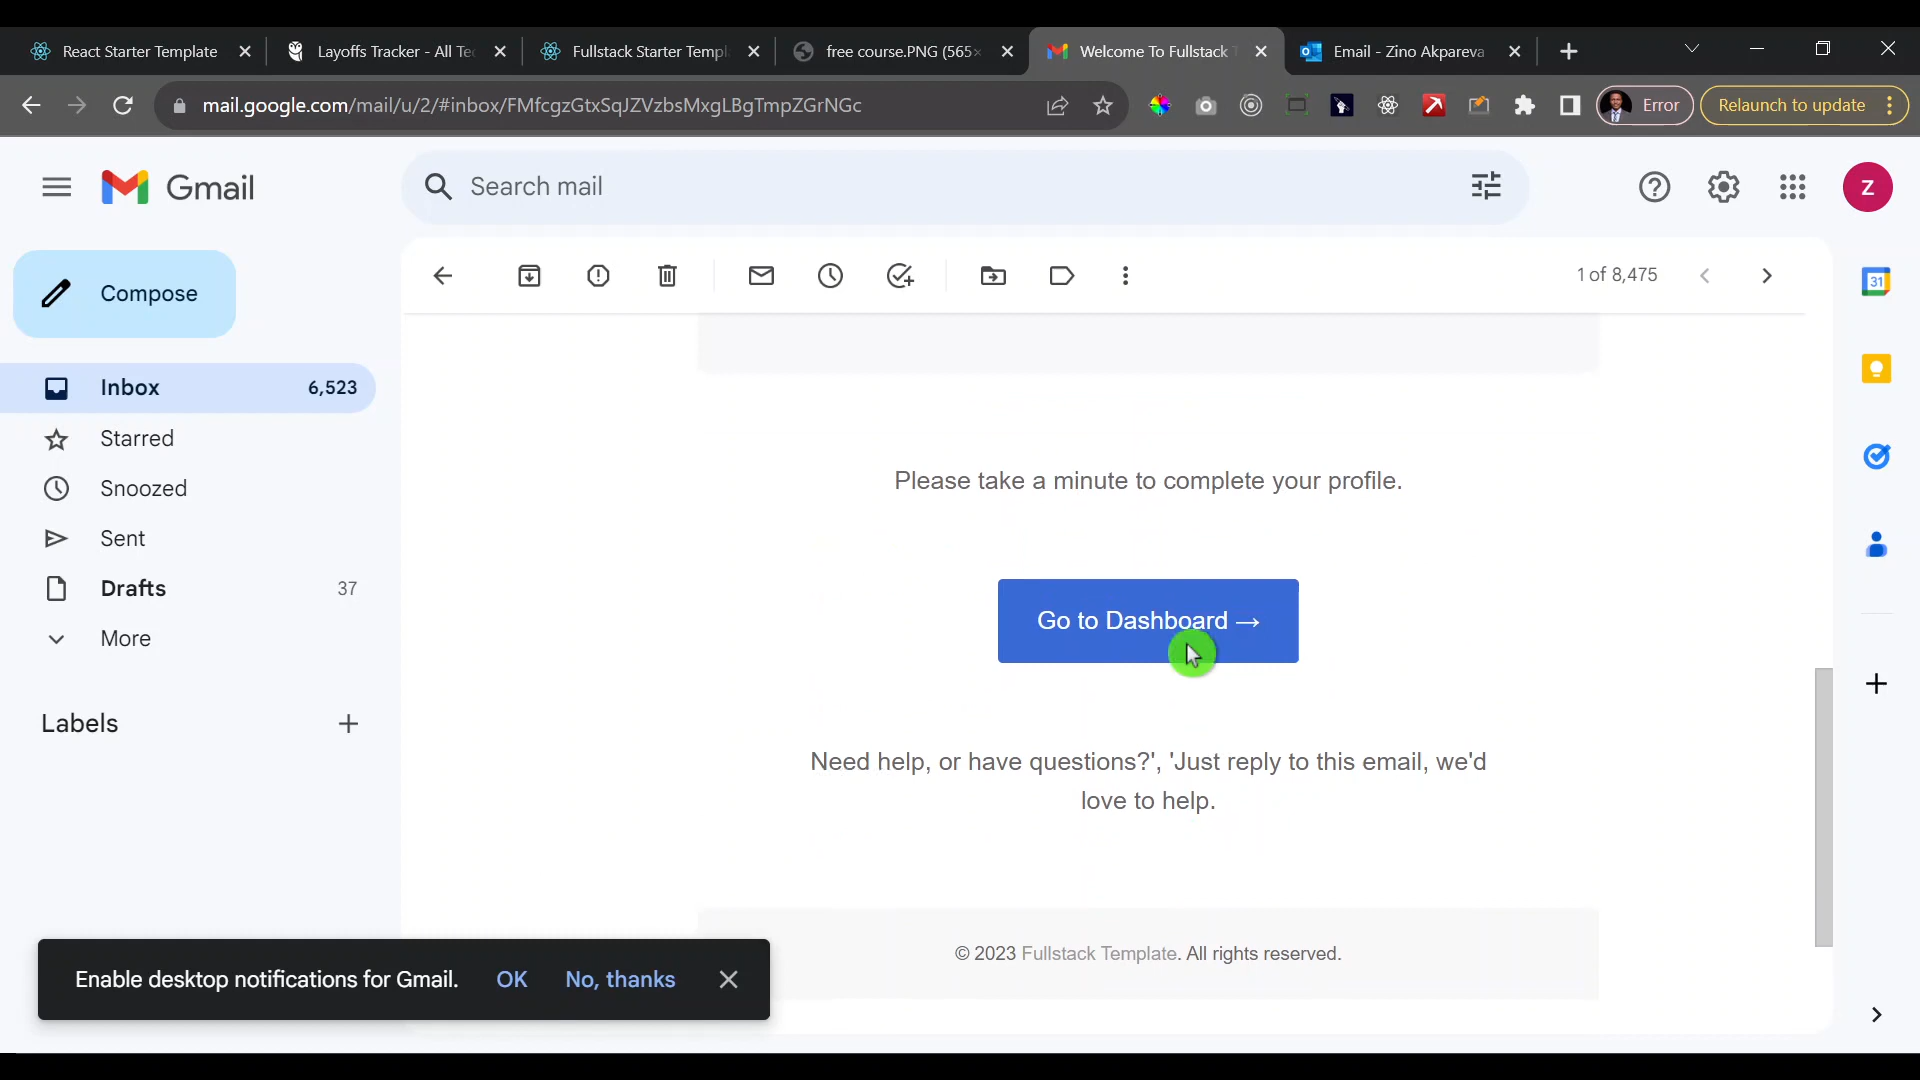 React Starter Template
Layoffs Tracker - All Te
Fullstack Starter Templ
free course.PNG (565×
Welcome To Fullstack T
Email - Zino Akpareva
mail.google.com/mail/u/2/#inbox/FMfcgzGtxSqJZVzbsMxgLBgTmpZGrNGc
Error
Relaunch to update
Gmail
Search mail
Z
Compose
1 of 8,475
31
Inbox 6,523
Starred
Snoozed
Sent
Drafts 37
More
Labels
Please take a minute to complete your profile.
Go to Dashboard →
Need help, or have questions?', 'Just reply to this email, we'd
love to help.
© 2023 Fullstack Template. All rights reserved.
Enable desktop notifications for Gmail. OK No, thanks